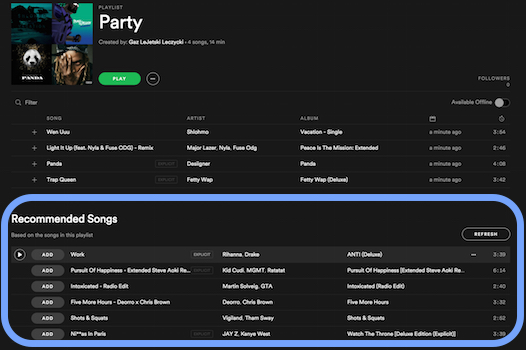 PLAYLIST
Party
Created by: Gaz LeJetski Leczycki • 4 songs, 14 min
PANDA
PLAY
FOLLOWERS
0
Filter
Available Offline
SONG ARTIST ALBUM
+ Wen Uuu Shlohmo Vacation - Single a minute ago 3:54
+ Light It Up (feat. Nyla & Fuse ODG) - Remix Major Lazer, Nyla, Fuse Odg Peace Is The Mission: Extended a minute ago 2:46
+ Panda EXPLICIT Designer Panda a minute ago 4:08
+ Trap Queen EXPLICIT Fetty Wap Fetty Wap (Deluxe) a minute ago 3:42
Recommended Songs
Based on the songs in this playlist
REFRESH
ADD Work EXPLICIT Rihanna, Drake ANTI (Deluxe) ••• 3:39
ADD Pursuit Of Happiness - Extended Steve Aoki Re... EXPLICIT Kid Cudi, MGMT, Ratatat Pursuit Of Happiness (Extended Steve Aoki Re... 6:14
ADD Intoxicated - Radio Edit Martin Solveig, GTA Intoxicated (Radio Edit) 2:40
ADD Five More Hours - Deorro x Chris Brown Deorro, Chris Brown Five More Hours 3:32
ADD Shots & Squats Vigiland, Tham Sway Shots & Squats 2:52
ADD Ni**as In Paris EXPLICIT JAY Z, Kanye West Watch The Throne [Deluxe Edition (Explicit)] 3:39